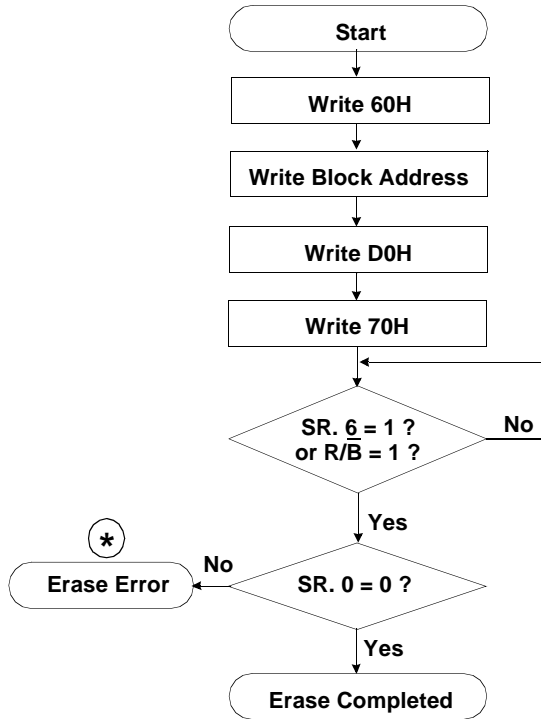 Start
Write 60H
Write Block Address
Write D0H
Write 70H
SR. 6 = 1 ?
or R/B̅ = 1 ?
No
Yes
*
No
Erase Error
SR. 0 = 0 ?
Yes
Erase Completed